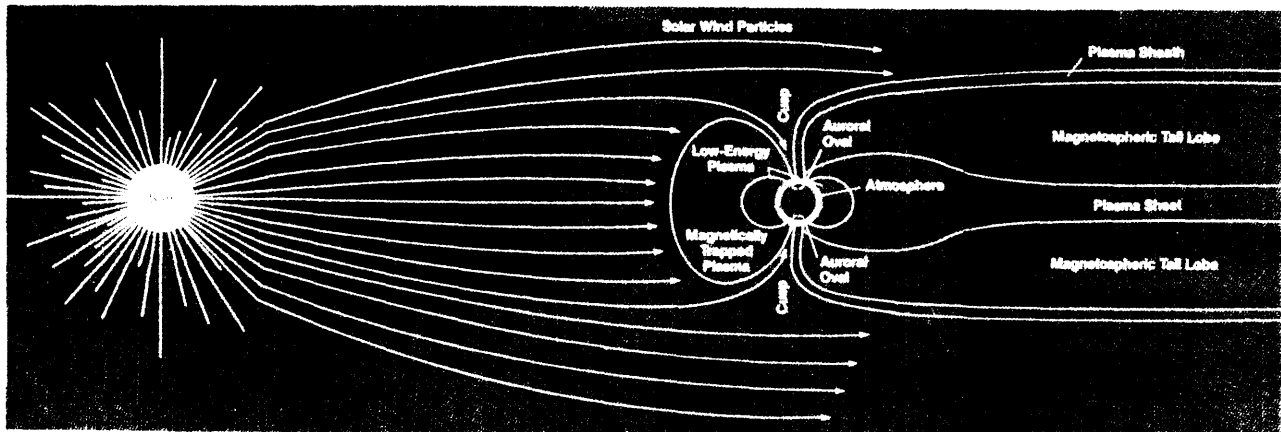 Solar Wind Particles
Plasma Sheath
Cusp
Auroral
Oval
Magnetospheric Tail Lobe
Low-Energy
Plasma
Atmosphere
Plasma Sheet
Magnetically
Trapped
Plasma
Auroral
Oval
Magnetospheric Tail Lobe
Cusp